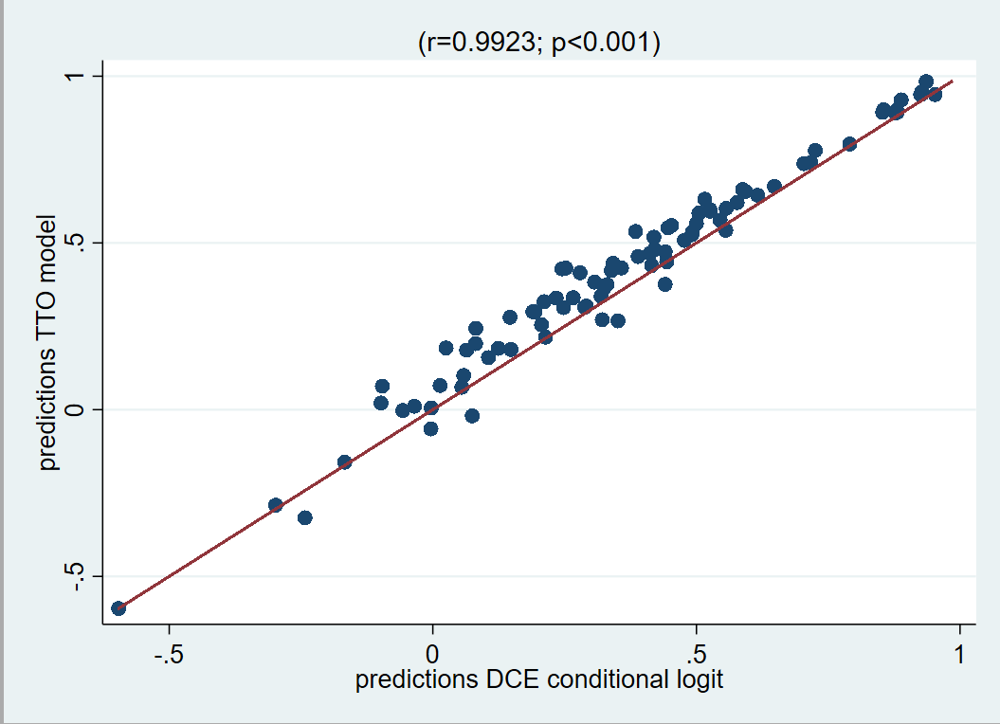 (r=0.9923; p<0.001)
1
.5
0
-.5
predictions TTO model
-.5
0
.5
1
predictions DCE conditional logit